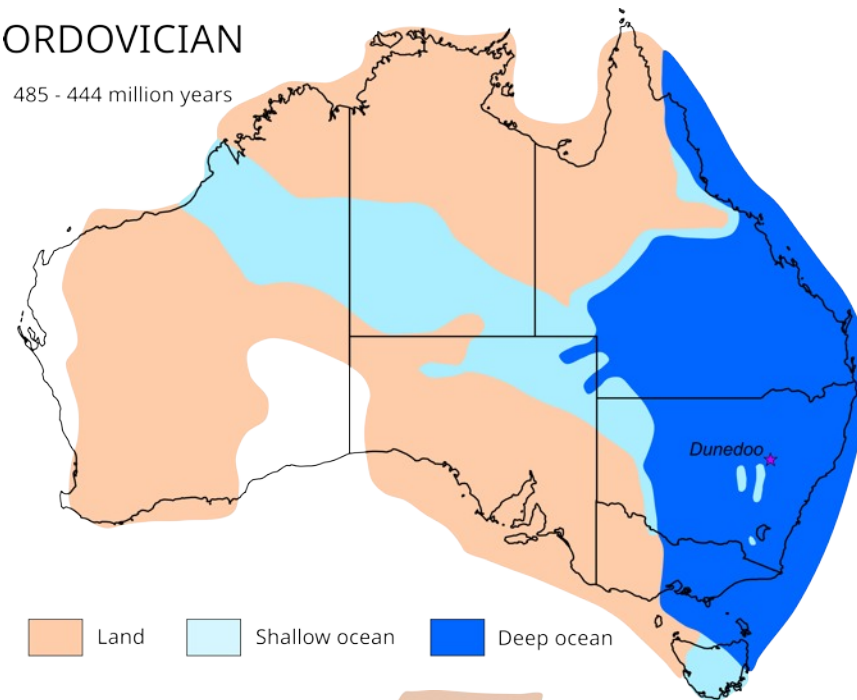 ORDOVICIAN
485 - 444 million years
Dunedoo
Land
Shallow ocean
Deep ocean